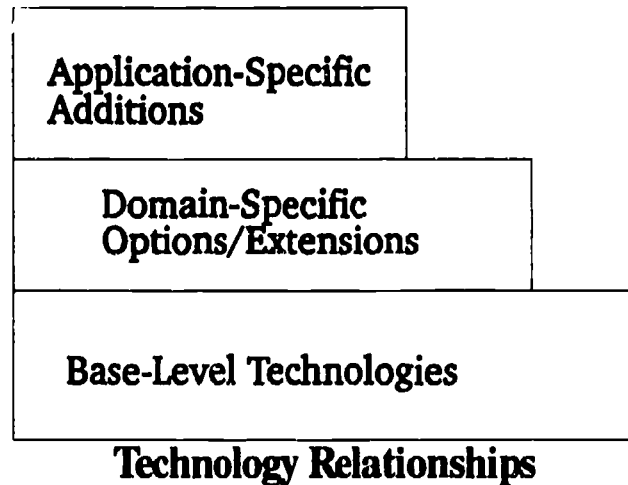 Application-Specific
Additions
Domain-Specific
Options/Extensions
Base-Level Technologies
Technology Relationships